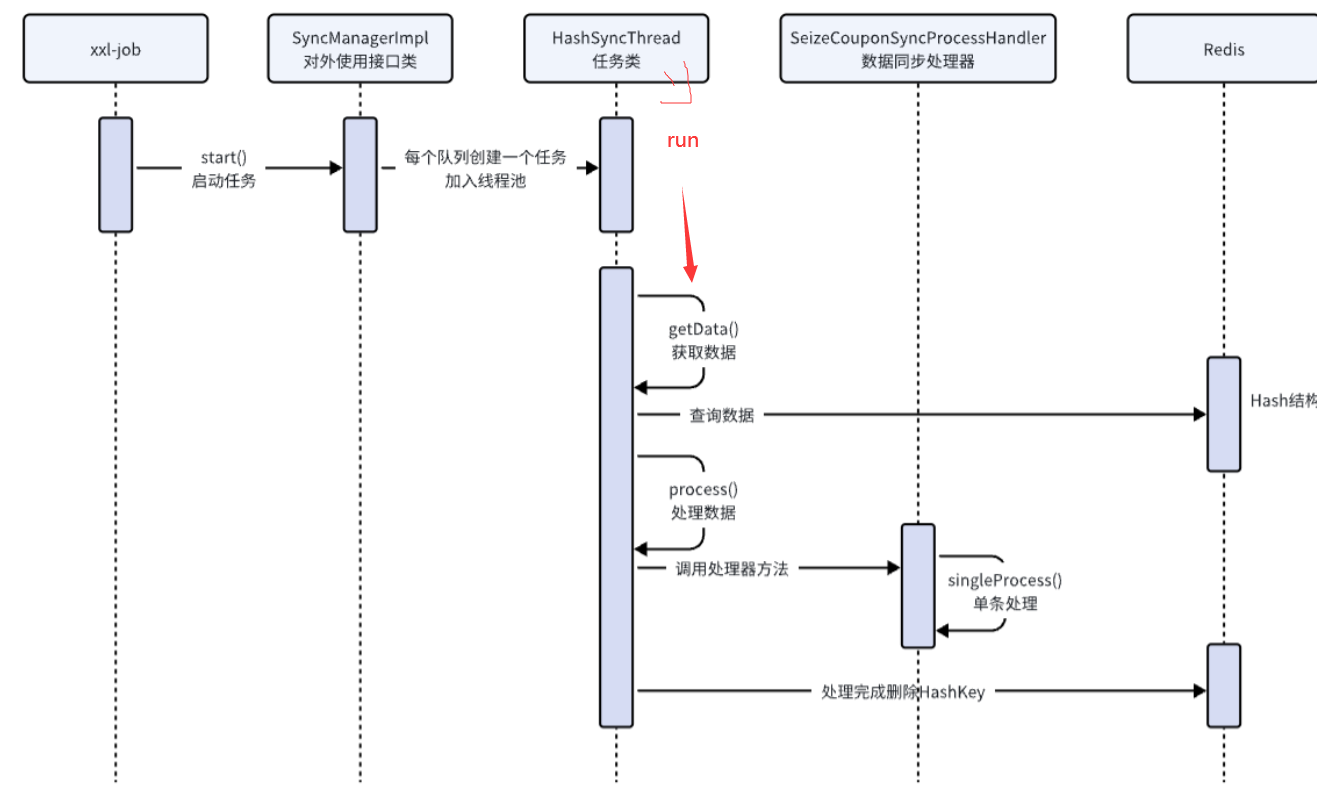 xxl-job
SyncManagerImpl
对外使用接口类
HashSyncThread
任务类
SeizeCouponSyncProcessHandler
数据同步处理器
Redis
run
start()
启动任务
每个队列创建一个任务
加入线程池
getData()
获取数据
Hash结构
查询数据
process()
处理数据
调用处理器方法
singleProcess()
单条处理
处理完成删除HashKey